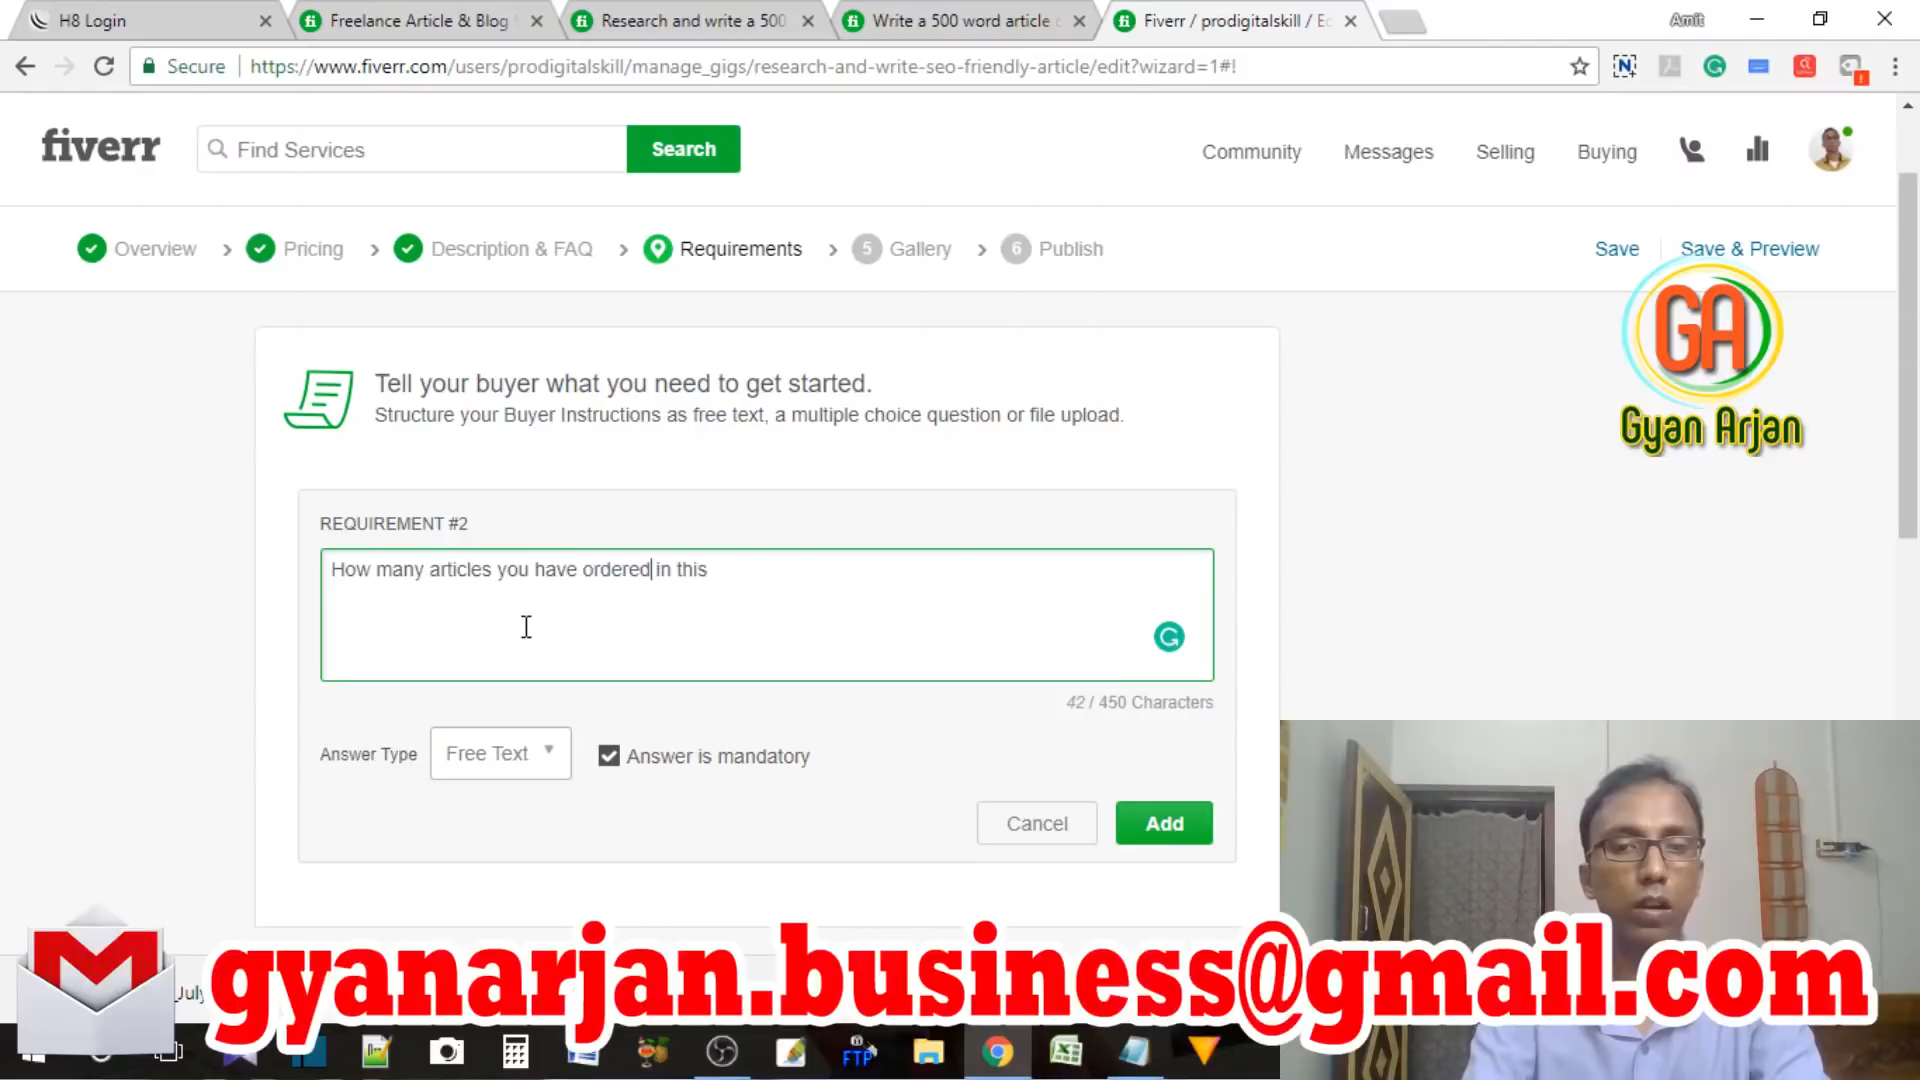 H8 Login
Freelance Article & Blog
Research and write a 500
Write a 500 word article
Fiverr / prodigitalskill / Ed
Amit
Secure
https://www.fiverr.com/users/prodigitalskill/manage_gigs/research-and-write-seo-friendly-article/edit?wizard=1#!
fiverr
Find Services
Search
Community
Messages
Selling
Buying
Overview
Pricing
Description & FAQ
Requirements
5 Gallery
6 Publish
Save
Save & Preview
GA
Gyan Arjan
Tell your buyer what you need to get started.
Structure your Buyer Instructions as free text, a multiple choice question or file upload.
REQUIREMENT #2
How many articles you have ordered in this
42 / 450 Characters
Answer Type
Free Text
Answer is mandatory
Cancel
Add
July
gyanarjan.business@gmail.com
FTP